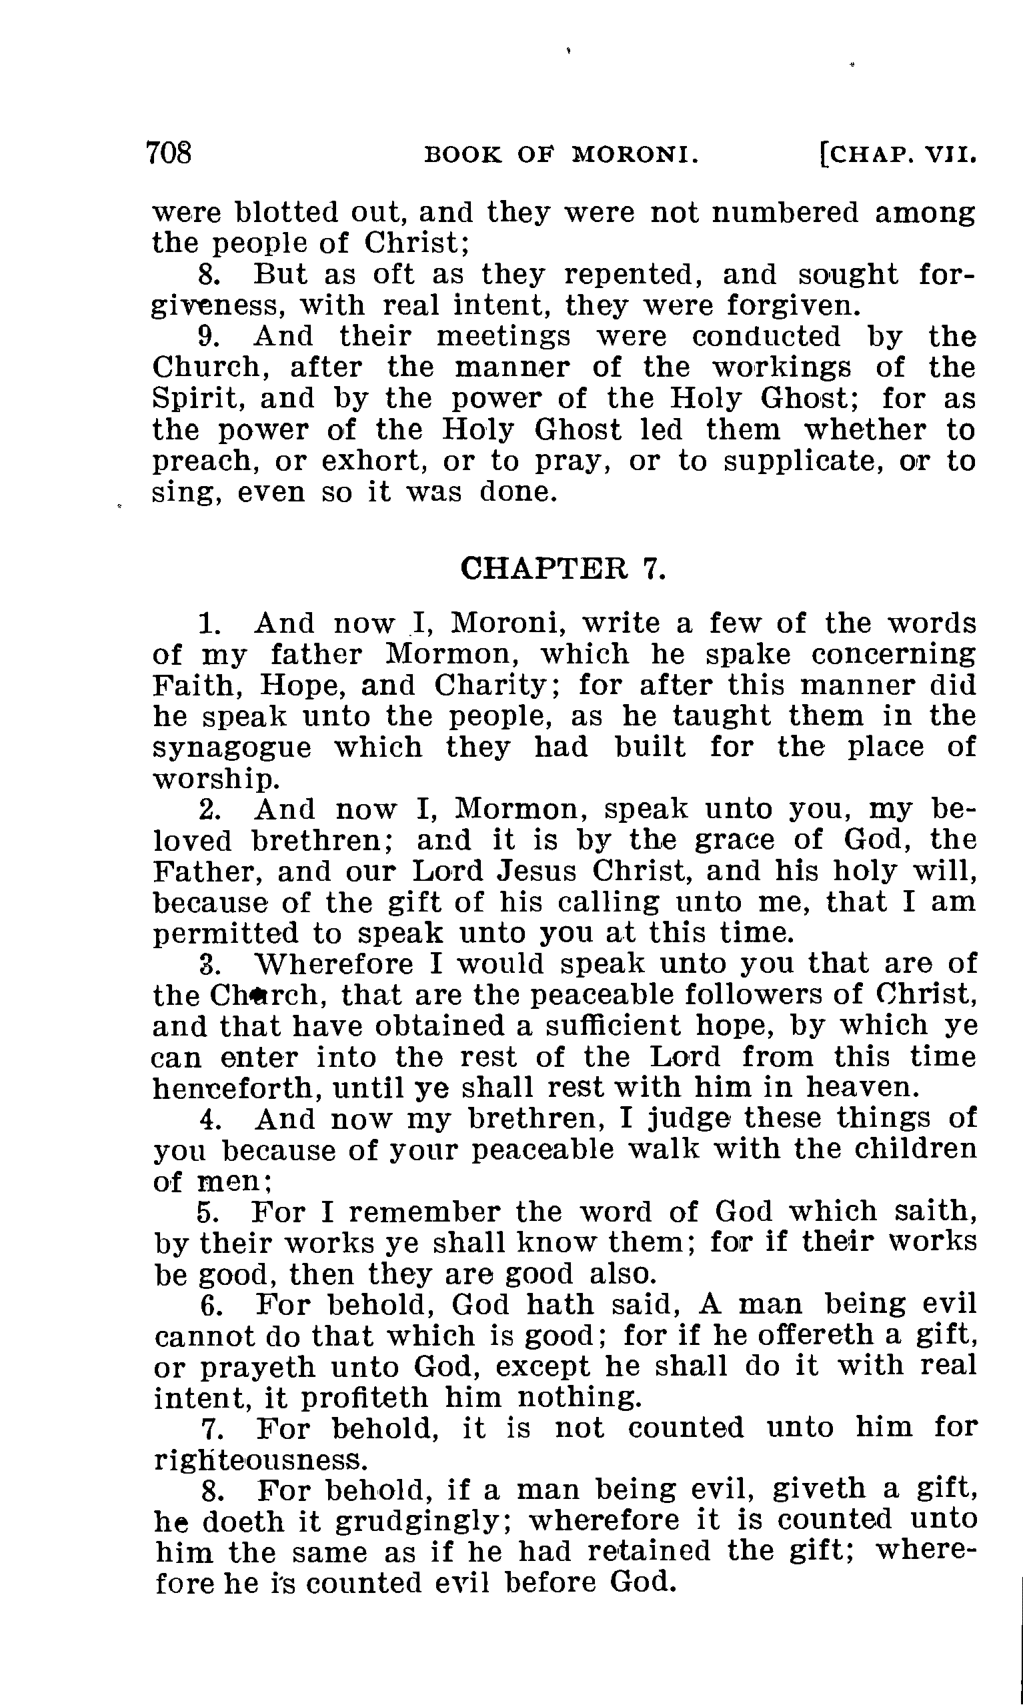 708 BOOK OF MORONI. [CHAP. VII.
were blotted out, and they were not numbered among
the people of Christ;
8. But as oft as they repented, and sought for-
giveness, with real intent, they were forgiven.
9. And their meetings were conducted by the
Church, after the manner of the workings of the
Spirit, and by the power of the Holy Ghost; for as
the power of the Holy Ghost led them whether to
preach, or exhort, or to pray, or to supplicate, or to
sing, even so it was done.
CHAPTER 7.
1. And now I, Moroni, write a few of the words
of my father Mormon, which he spake concerning
Faith, Hope, and Charity; for after this manner did
he speak unto the people, as he taught them in the
synagogue which they had built for the place of
worship.
2. And now I, Mormon, speak unto you, my be-
loved brethren; and it is by the grace of God, the
Father, and our Lord Jesus Christ, and his holy will,
because of the gift of his calling unto me, that I am
permitted to speak unto you at this time.
3. Wherefore I would speak unto you that are of
the Church, that are the peaceable followers of Christ,
and that have obtained a sufficient hope, by which ye
can enter into the rest of the Lord from this time
henceforth, until ye shall rest with him in heaven.
4. And now my brethren, I judge these things of
you because of your peaceable walk with the children
of men;
5. For I remember the word of God which saith,
by their works ye shall know them; for if their works
be good, then they are good also.
6. For behold, God hath said, A man being evil
cannot do that which is good; for if he offereth a gift,
or prayeth unto God, except he shall do it with real
intent, it profiteth him nothing.
7. For behold, it is not counted unto him for
righteousness.
8. For behold, if a man being evil, giveth a gift,
he doeth it grudgingly; wherefore it is counted unto
him the same as if he had retained the gift; where-
fore he is counted evil before God.